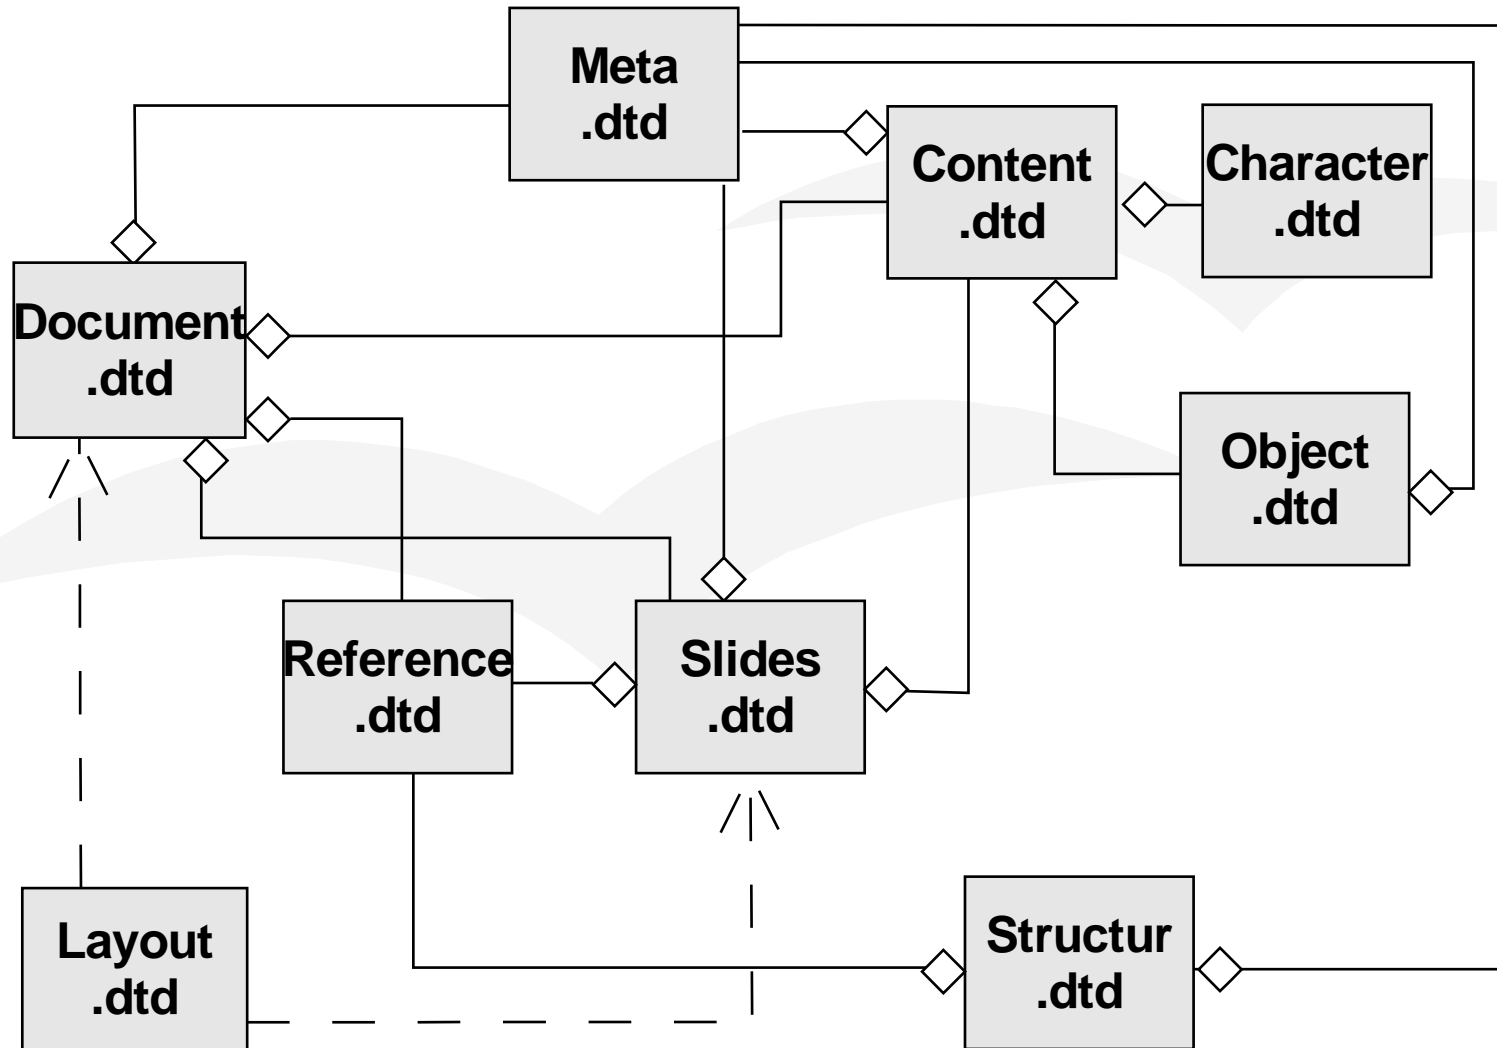 Meta
.dtd
Content
.dtd
Character
.dtd
Document
.dtd
Object
.dtd
Reference
.dtd
Slides
.dtd
Layout
.dtd
Structur
.dtd